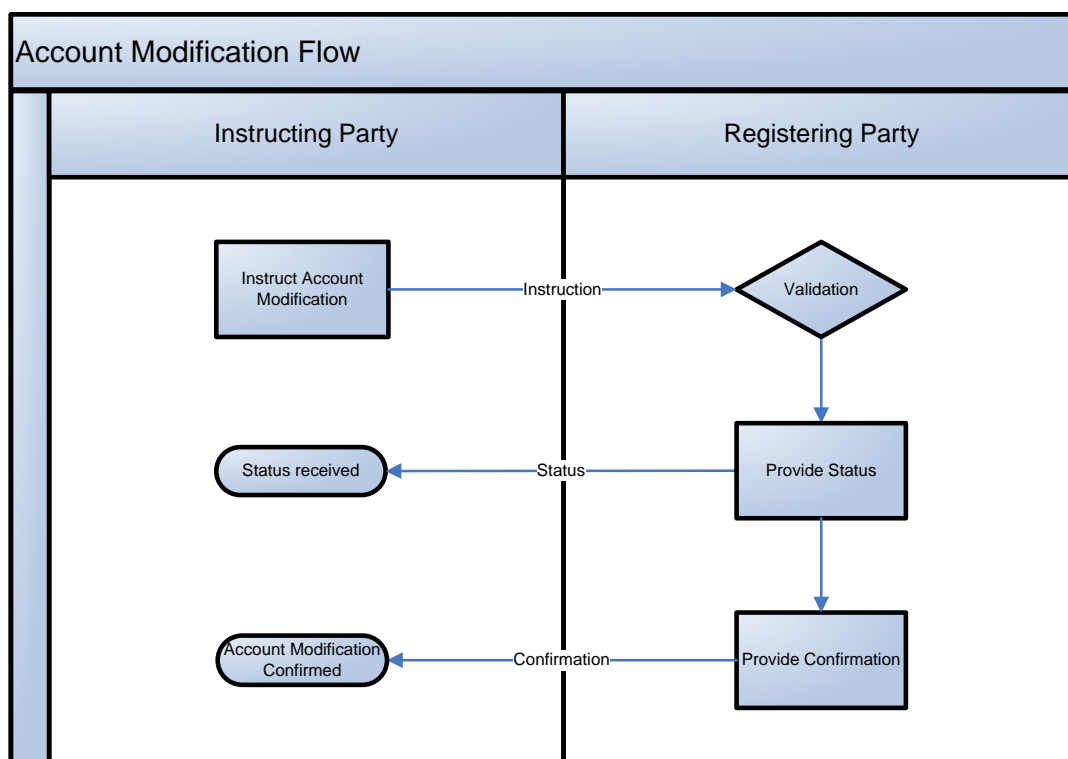 Account Modification Flow
Instructing Party
Registering Party
Instruct Account
Modification
Instruction
Validation
Status received
Status
Provide Status
Account Modification
Confirmed
Confirmation
Provide Confirmation